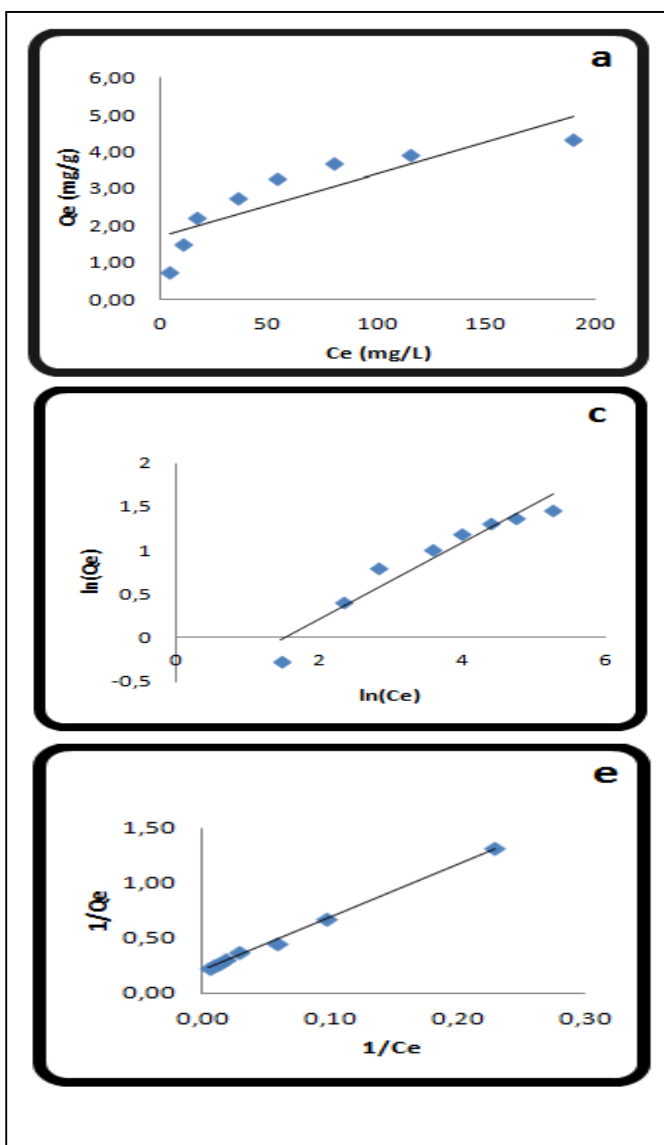 a
6,00
5,00
4,00
3,00
2,00
1,00
0,00
Qe (mg/g)
0 50 100 150 200
Ce (mg/L)
c
2
1,5
1
0,5
0
-0,5
ln(Qe)
0 2 4 6
ln(Ce)
e
1,50
1,00
0,50
0,00
1/Qe
0,00 0,10 0,20 0,30
1/Ce